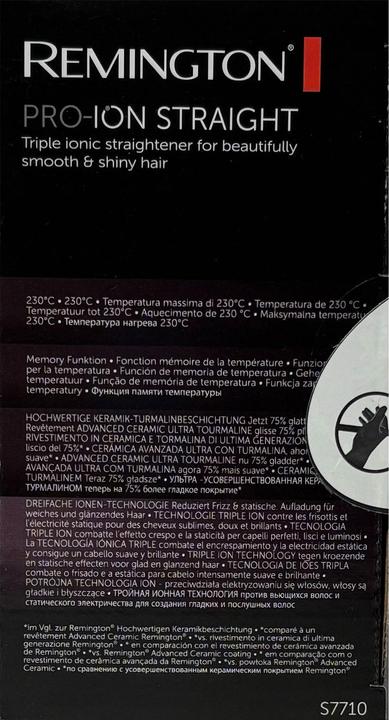 REMINGTON®
PRO-ION STRAIGHT
Triple ionic straightener for beautifully
smooth & shiny hair
230°C • 230°C • Temperatura massima di 230°C • Temperatura de 230 °C •
Temperatuur tot 230°C • Aquecimento de 230 °C • Maksymalna
230°C • Температура нагрева 230°C
Memory Funktion • Fonction mémoire de la température •
per la temperatura • Función de memoria de temperatura •
temperatuur • Função de memória de temperatura • Funkcja
temperatury • Функция памяти температуры
HOCHWERTIGE KERAMIK-TURMALINBESCHICHTUNG Jetzt 75%
Revêtement ADVANCED CERAMIC ULTRA TOURMALINE glisse 75%
RIVESTIMENTO IN CERAMICA E TORMALINA DI ULTIMA
liscio del 75%* • CERÁMICA AVANZADA ULTRA CON TURMALINA,
suave* • ADVANCED CERAMIC ULTRA TOURMALINE nu 75% gladder* •
AVANÇADA ULTRA COM TURMALINA agora 75% mais suave* •
TURMALINEM Teraz 75% gładsze* • УЛЬТРА -УСОВЕРШЕНСТВОВАННАЯ
ТУРМАЛИНОМ теперь на 75% более гладкое покрытие*
DREIFACHE IONEN-TECHNOLOGIE Reduziert Frizz & statische. Aufladung für
weiches und glänzendes Haar • TECHNOLOGIE TRIPLE ION contre les frisottis et
l'électricité statique pour des cheveux sublimes, doux et brillants • TECNOLOGIA
TRIPLE ION combatte l'effetto crespo e la staticità per capelli perfetti, lisci e luminosi •
La TECNOLOGÍA IÓNICA TRIPLE combate el encrespamiento y la electricidad estática
y consigue un cabello suave y brillante • TRIPLE ION TECHNOLOGY tegen kroezende
en statische effecten voor glad en glanzend haar • TECNOLOGIA DE IÕES TRIPLA
combate o frisado e a estática para cabelo intensamente suave e brilhante •
POTRÓJNA TECHNOLOGIA ION - przeciwdziała elektryzowaniu się włosów, włosy są
gładkie i błyszczące • ТРОЙНАЯ ИОННАЯ ТЕХНОЛОГИЯ против вьющихся волос и
статического электричества для создания гладких и послушных волос
*im Vgl. zur Remington® Hochwertigen Keramikbeschichtung • *comparé à un
revêtement Advanced Ceramic Remington® • *vs. rivestimento in ceramica di ultima
generazione Remington® • * en comparación con el revestimiento de cerámica avanzada
de Remington® • *vs. Remington® Advanced Ceramic coating • * em comparação com o
revestimento de cerâmica avançada da Remington® • *vs. powłoka Remington® Advanced
Ceramic • *по сравнению с усовершенствованным керамическим покрытием Remington®
S7710